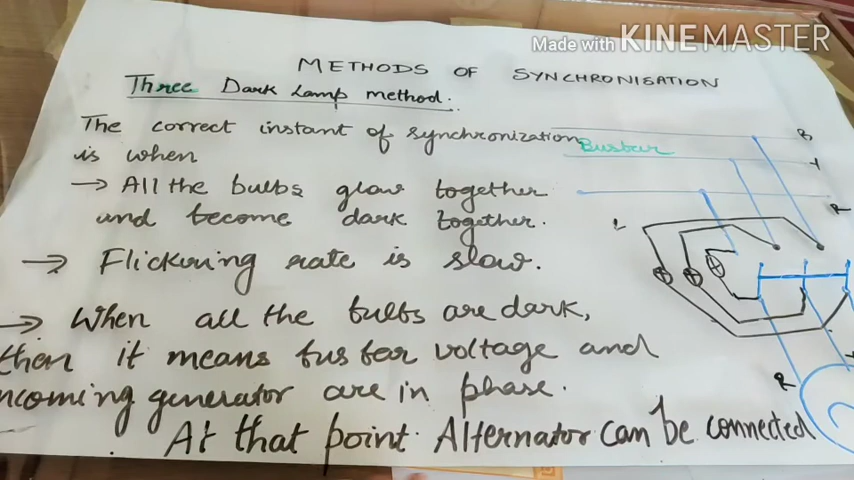 Made with KINEMASTER
METHODS OF SYNCHRONISATION
Three Dark Lamp method.
The correct instant of synchronization
is when
→ All the bulbs glow together
and become dark together.
→ Flickering rate is slow.
→ When all the bulbs are dark,
then it means busbar voltage and
ncoming generator are in phase.
At that point Alternator can be connected
Busbar
B
Y
R
L
R
Y